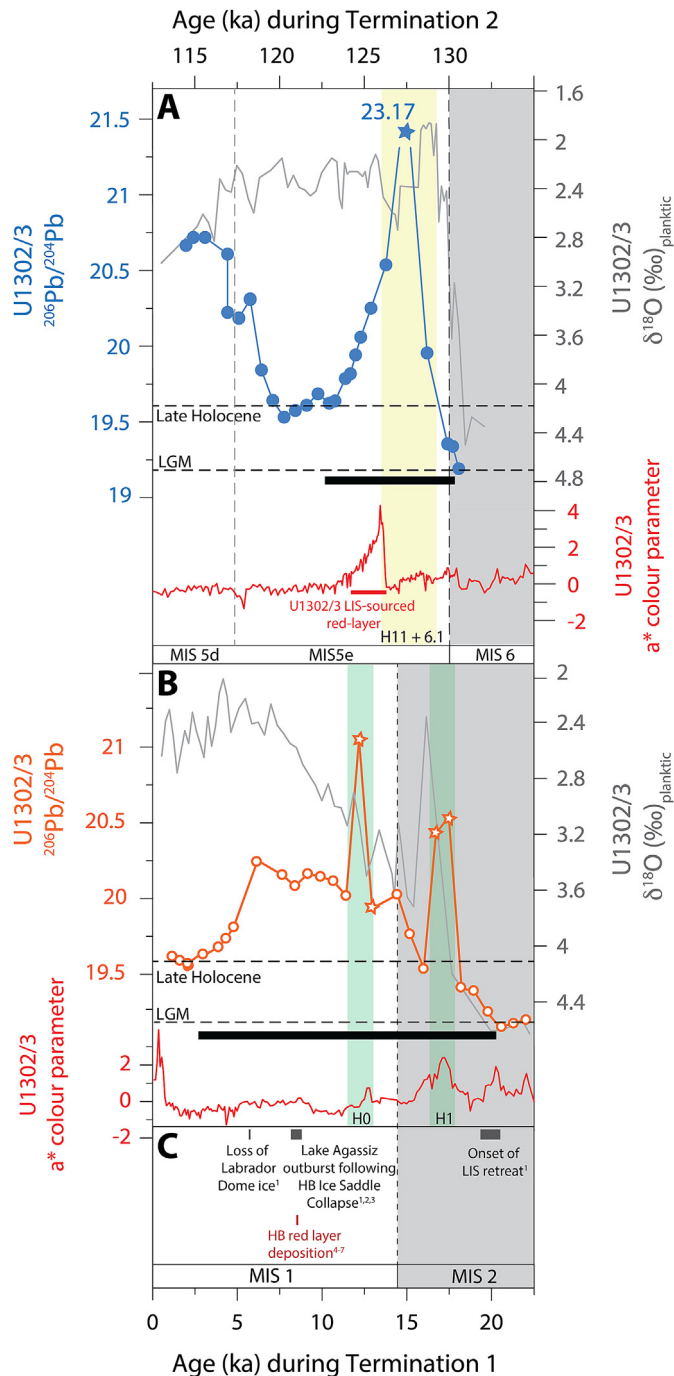 Age (ka) during Termination 2
115 120 125 130
A
23.17
21.5
21
20.5
20
19.5
19
U1302/3
²⁰⁶Pb/²⁰⁴Pb
1.6
2
2.4
2.8
3.2
3.6
4
4.4
4.8
U1302/3
δ¹⁸O (‰)planktic
Late Holocene
LGM
4
2
0
-2
U1302/3
a* colour parameter
U1302/3 LIS-sourced
red-layer
H11 + 6.1
MIS 5d MIS5e MIS 6
B
21
20.5
20
19.5
U1302/3
²⁰⁶Pb/²⁰⁴Pb
2
2.4
2.8
3.2
3.6
4
4.4
U1302/3
δ¹⁸O (‰)planktic
Late Holocene
LGM
2
0
-2
U1302/3
a* colour parameter
H0 H1
C
Loss of
Labrador
Dome ice¹
Lake Agassiz
outburst following
HB Ice Saddle
Collapse¹,²,³
Onset of
LIS retreat¹
HB red layer
deposition⁴⁻⁷
MIS 1 MIS 2
0 5 10 15 20
Age (ka) during Termination 1